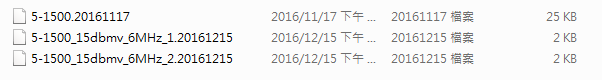 5-1500.20161117 2016/11/17 下午 ... 20161117 檔案 25 KB
5-1500_15dbmv_6MHz_1.20161215 2016/12/15 下午 ... 20161215 檔案 2 KB
5-1500_15dbmv_6MHz_2.20161215 2016/12/15 下午 ... 20161215 檔案 2 KB